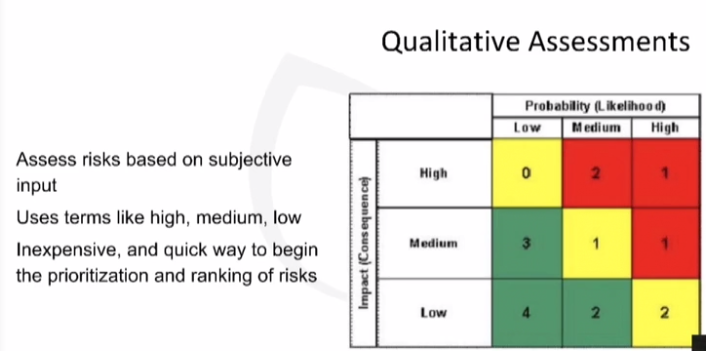 Qualitative Assessments
Assess risks based on subjective
input
Uses terms like high, medium, low
Inexpensive, and quick way to begin
the prioritization and ranking of risks
Probability (Likelihood)
Low Medium High
Impact (Consequence)
High 0 2 1
Medium 3 1 1
Low 4 2 2